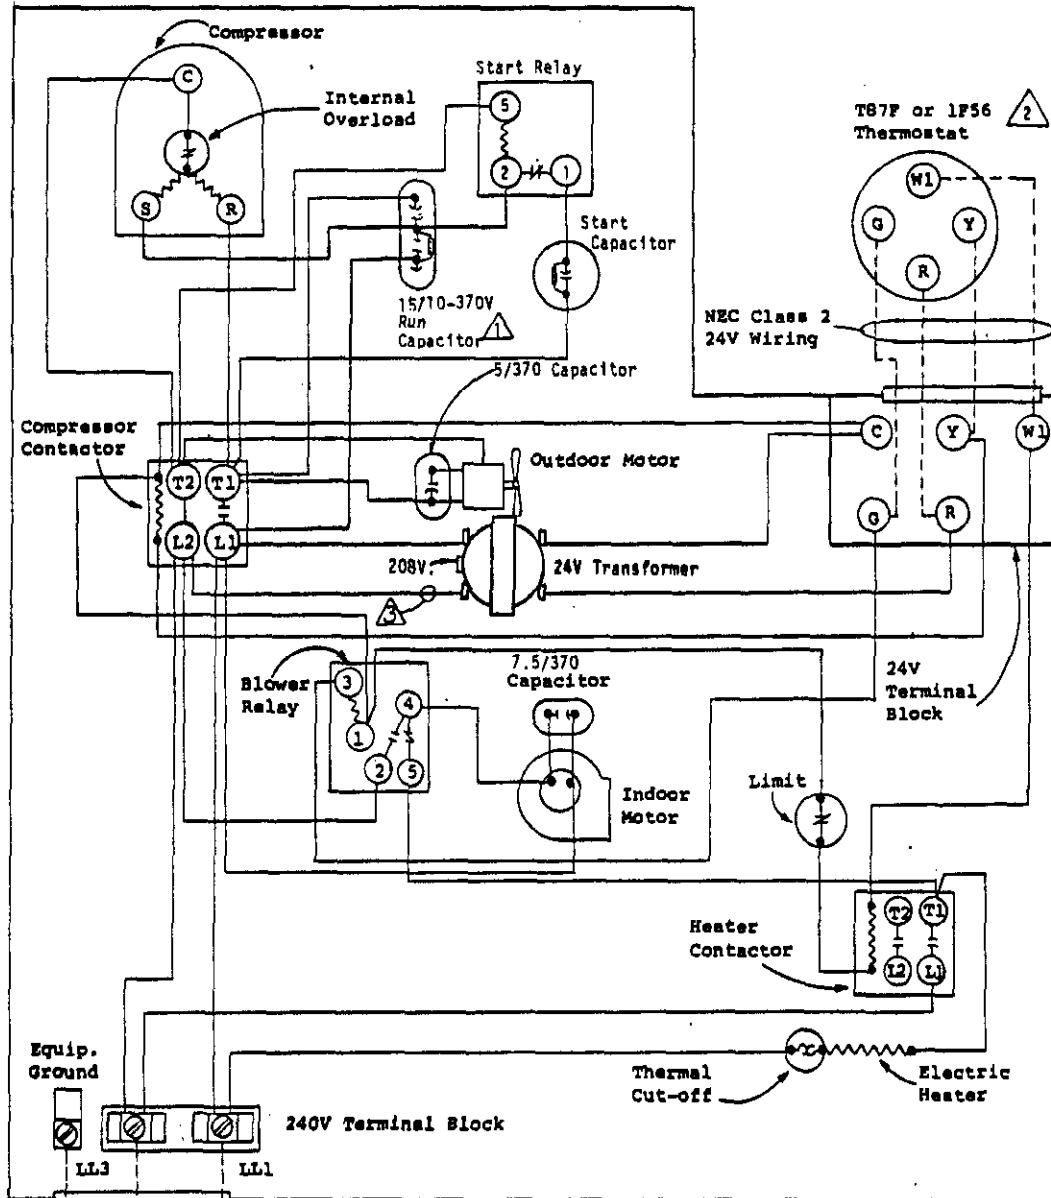 Compressor
C
Internal
Overload
S
R
Start Relay
5
2
1
Start
Capacitor
15/10-370V
Run
Capacitor
1
5/370 Capacitor
T87F or 1F56
Thermostat
2
W1
G
Y
R
NEC Class 2
24V Wiring
Compressor
Contactor
T2
T1
L2
L1
Outdoor Motor
208V
24V Transformer
3
C
Y
W1
G
R
24V
Terminal
Block
Blower
Relay
3
4
1
2
5
7.5/370
Capacitor
Indoor
Motor
Limit
Heater
Contactor
T2
T1
L2
L1
Thermal
Cut-off
Electric
Heater
Equip.
Ground
240V Terminal Block
LL3
LL1